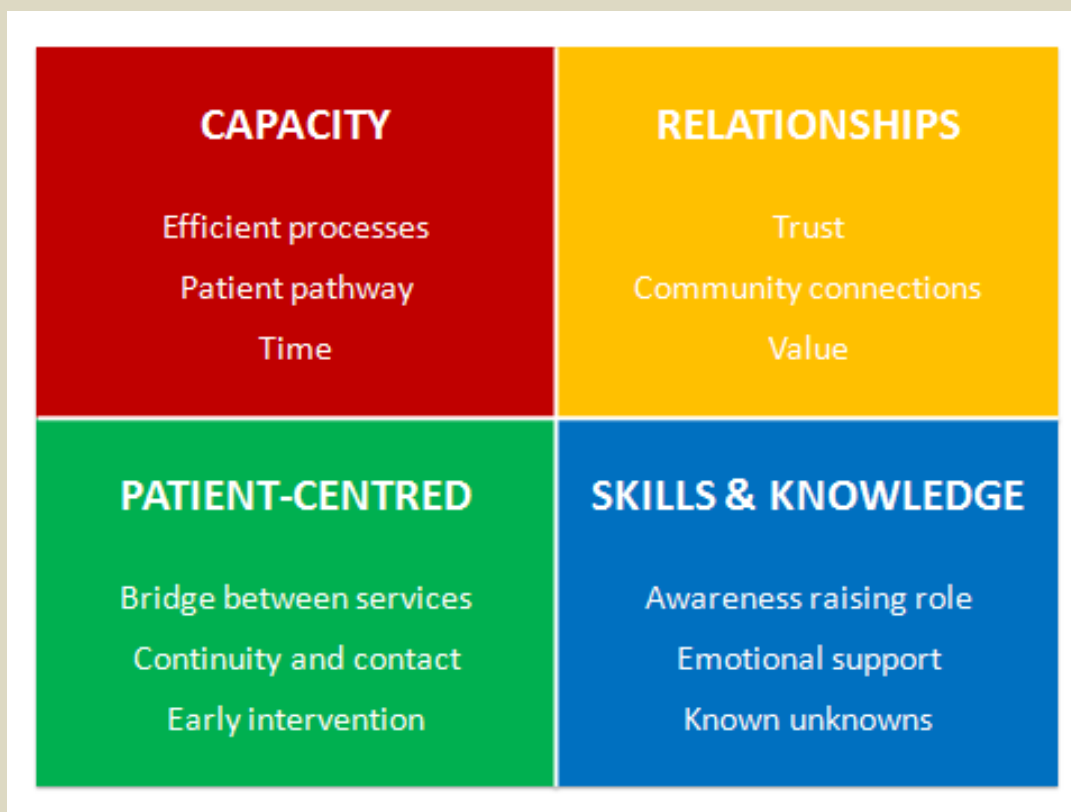 CAPACITY
Efficient processes
Patient pathway
Time
RELATIONSHIPS
Trust
Community connections
Value
PATIENT-CENTRED
Bridge between services
Continuity and contact
Early intervention
SKILLS & KNOWLEDGE
Awareness raising role
Emotional support
Known unknowns